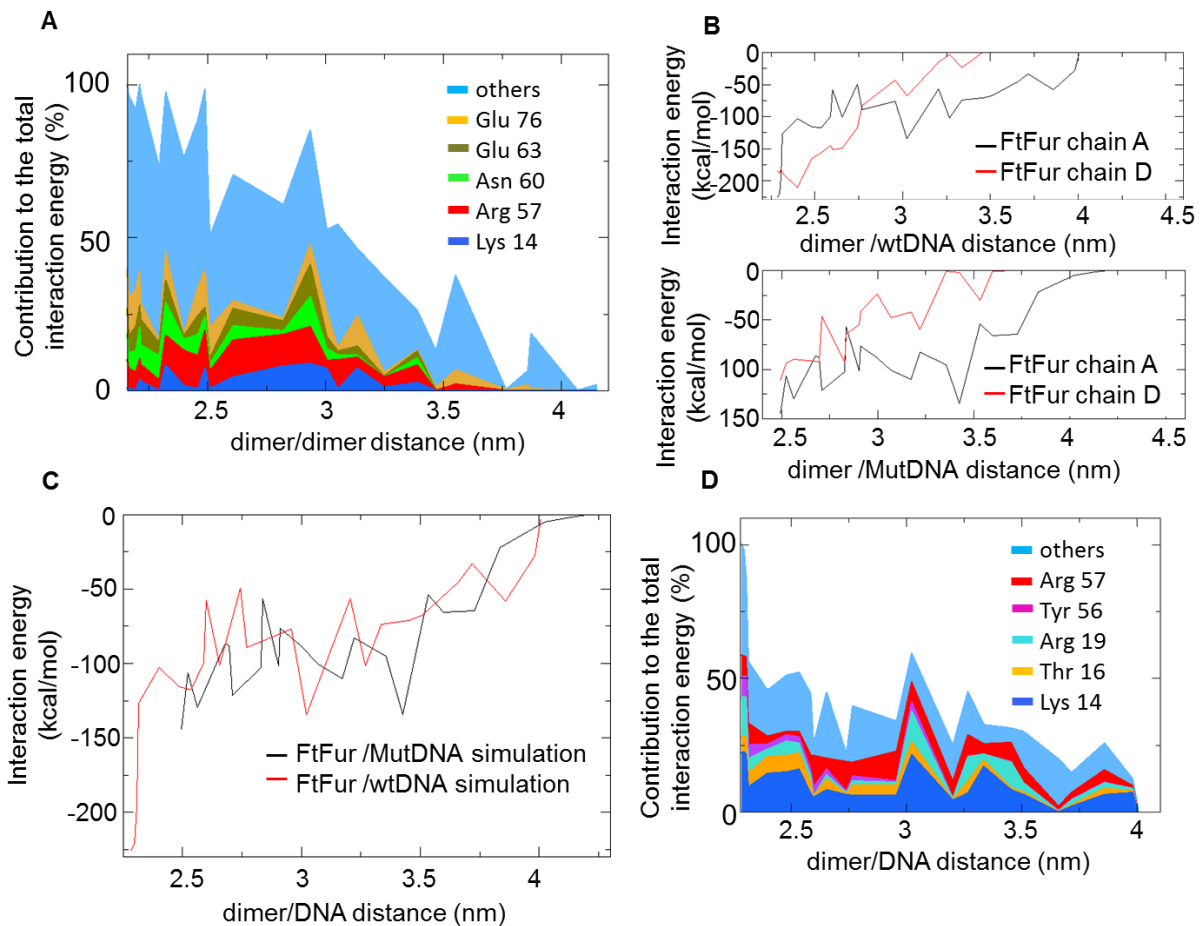 A
Contribution to the total
interaction energy (%)
100
50
0
others
Glu 76
Glu 63
Asn 60
Arg 57
Lys 14
2.5 3 3.5 4
dimer/dimer distance (nm)
B
Interaction energy
(kcal/mol)
0
-50
-100
-150
-200
FtFur chain A
FtFur chain D
2.5 3 3.5 4 4.5
dimer /wtDNA distance (nm)
Interaction energy
(kcal/mol)
0
-50
100
150
FtFur chain A
FtFur chain D
2.5 3 3.5 4 4.5
dimer /MutDNA distance (nm)
C
Interaction energy
(kcal/mol)
0
-50
-100
-150
-200
FtFur /MutDNA simulation
FtFur /wtDNA simulation
2.5 3 3.5 4
dimer/DNA distance (nm)
D
Contribution to the total
interaction energy (%)
100
50
0
others
Arg 57
Tyr 56
Arg 19
Thr 16
Lys 14
2.5 3 3.5 4
dimer/DNA distance (nm)